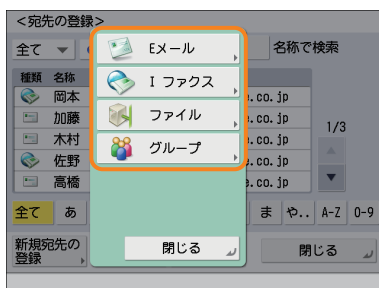 <宛先の登録>
全て
Eメール
名称で検索
種類 名称
I ファクス
岡本
.co.jp
加藤
ファイル
.co.jp
1/3
木村
.co.jp
グループ
佐野
.co.jp
高橋
.co.jp
全て あ ま や.. A-Z 0-9
新規宛先の
登録
閉じる
閉じる